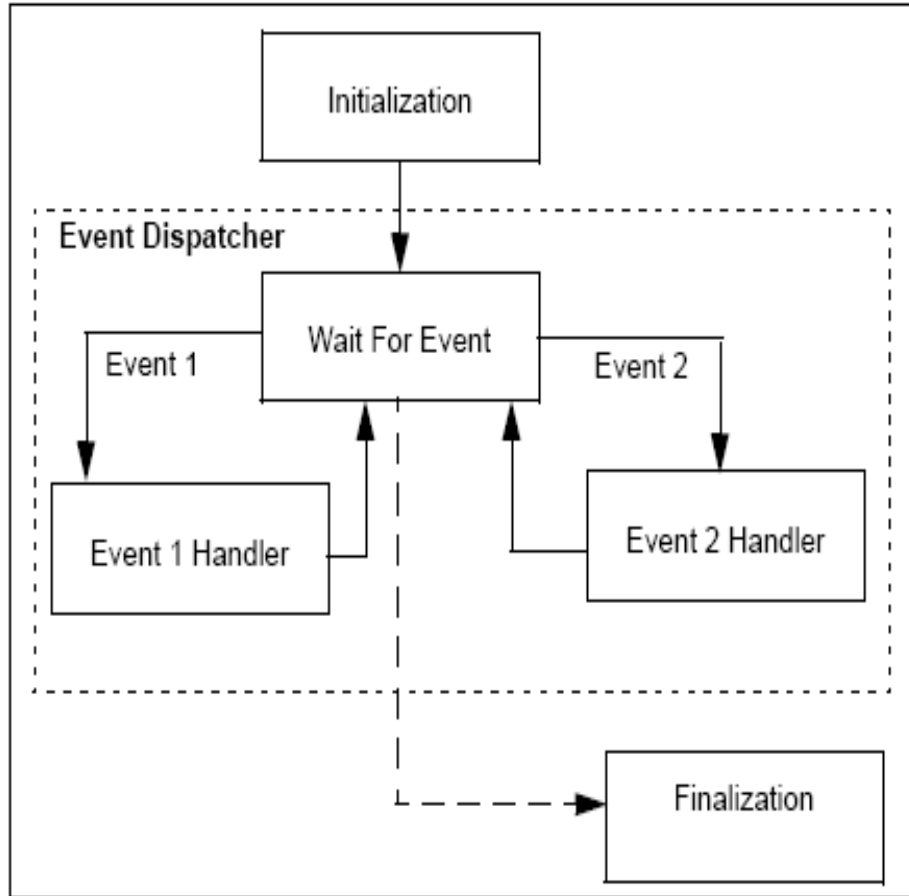 Initialization
Event Dispatcher
Wait For Event
Event 1
Event 2
Event 1 Handler
Event 2 Handler
Finalization